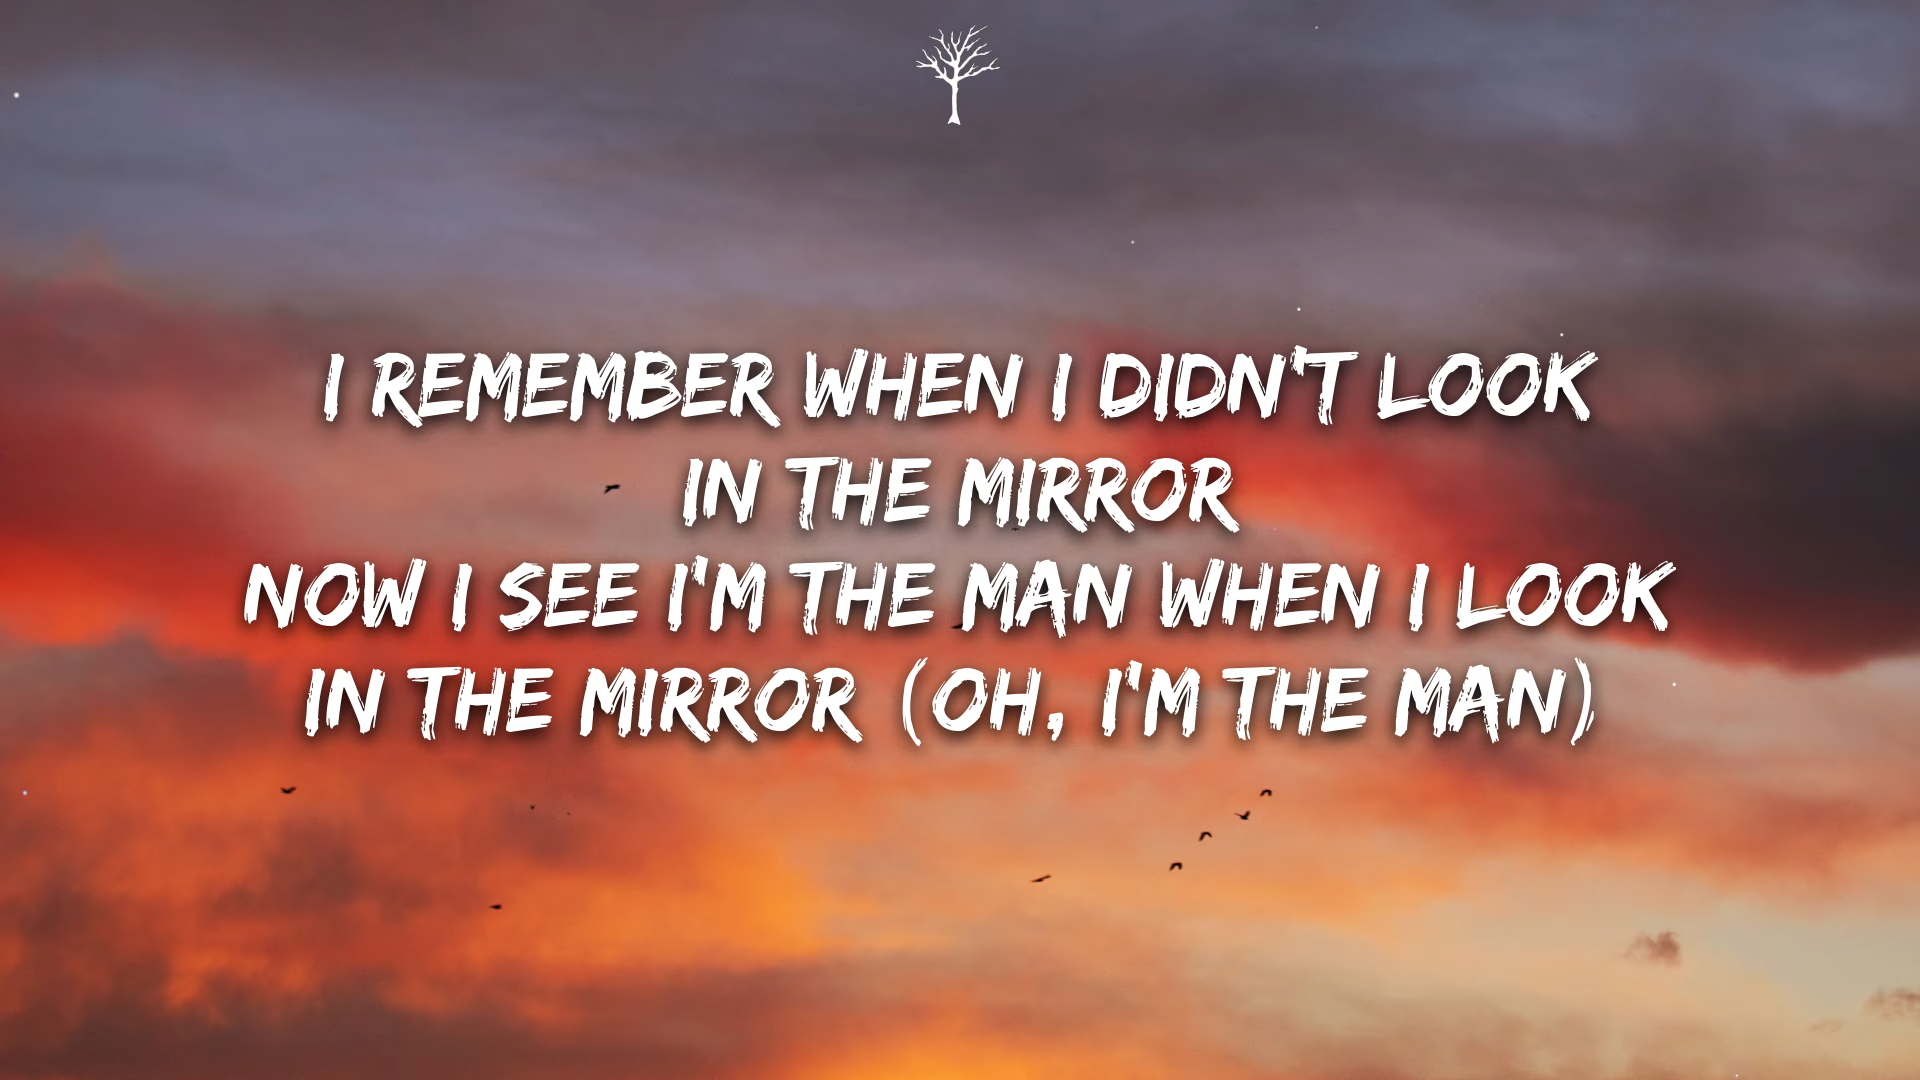 I REMEMBER WHEN I DIDN'T LOOK
IN THE MIRROR
NOW I SEE I'M THE MAN WHEN I LOOK
IN THE MIRROR (OH, I'M THE MAN)